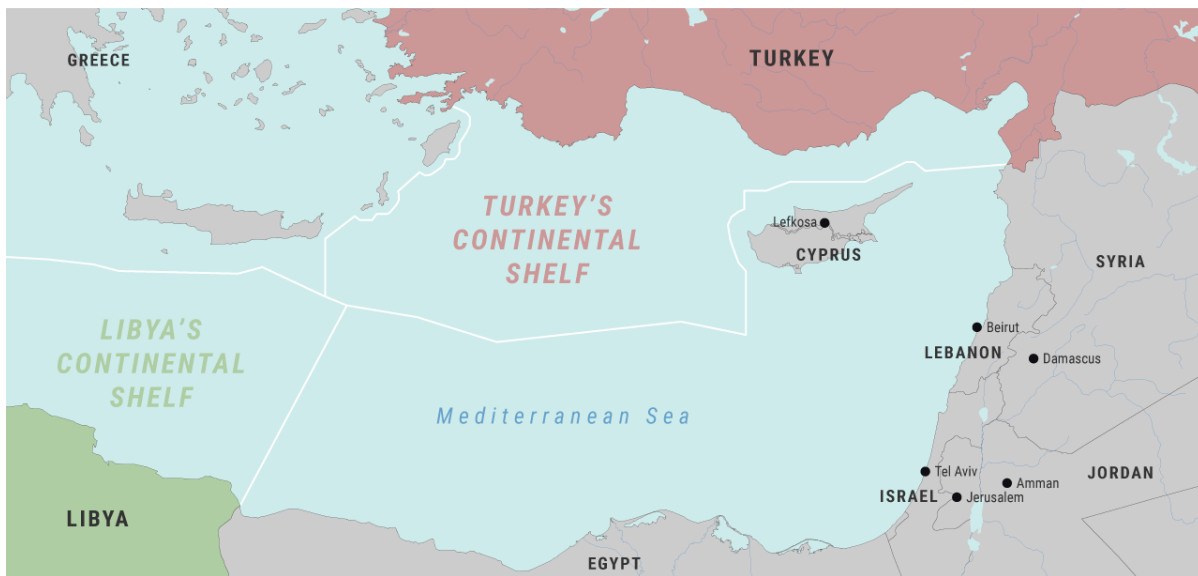 GREECE
TURKEY
TURKEY'S
CONTINENTAL
SHELF
Lefkosa
CYPRUS
SYRIA
LIBYA'S
CONTINENTAL
SHELF
Beirut
LEBANON
Damascus
Mediterranean Sea
Tel Aviv
JORDAN
Amman
ISRAEL
Jerusalem
LIBYA
EGYPT